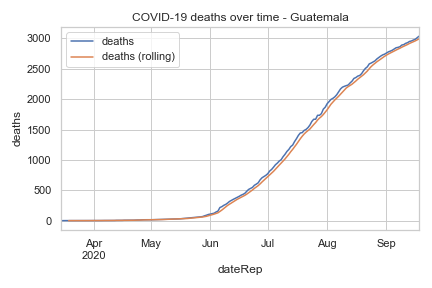 COVID-19 deaths over time - Guatemala
deaths
deaths (rolling)
3000
2500
2000
1500
1000
500
0
deaths
Apr
2020
May
Jun
Jul
Aug
Sep
dateRep